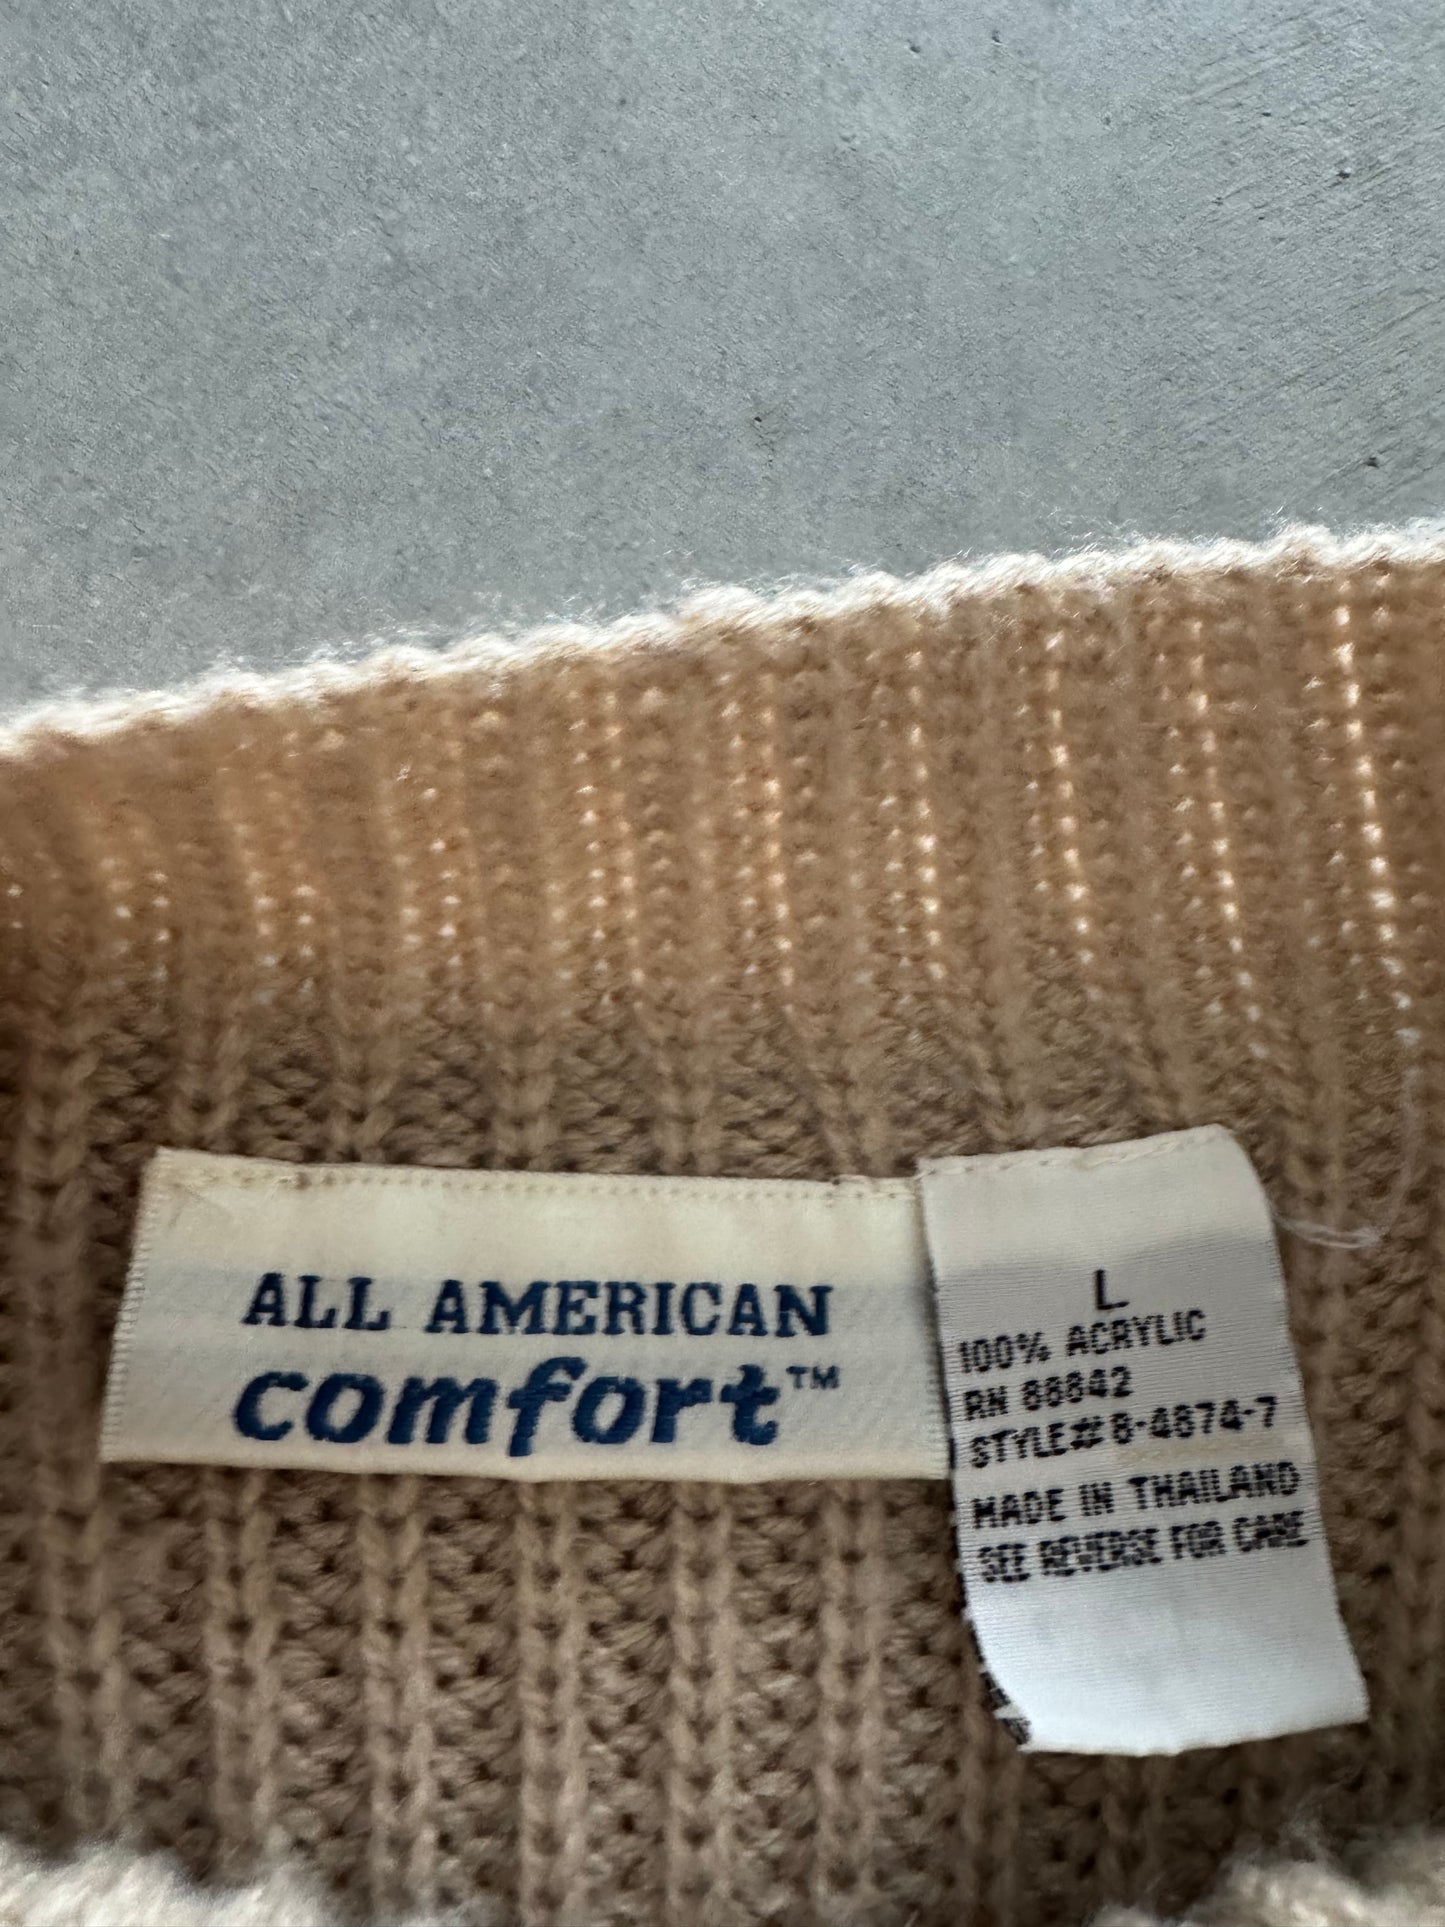 ALL AMERICAN
comfort™
L
100% ACRYLIC
RN 88842
STYLE# 8-4874-7
MADE IN THAILAND
SEE REVERSE FOR CARE